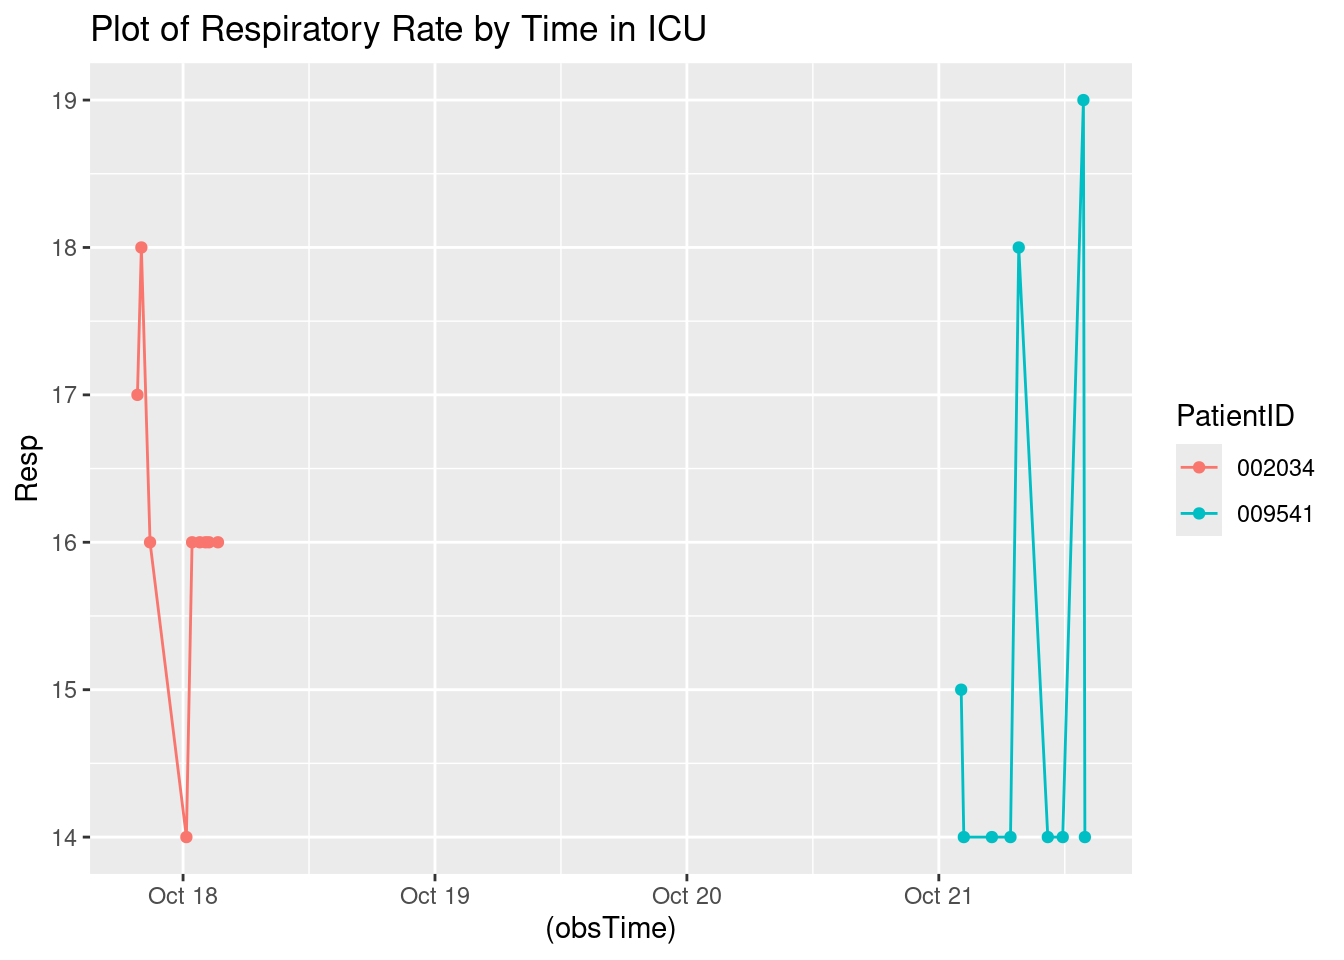 Plot of Respiratory Rate by Time in ICU
19
18
17
16
15
14
Resp
Oct 18
Oct 19
Oct 20
Oct 21
(obsTime)
PatientID
002034
009541